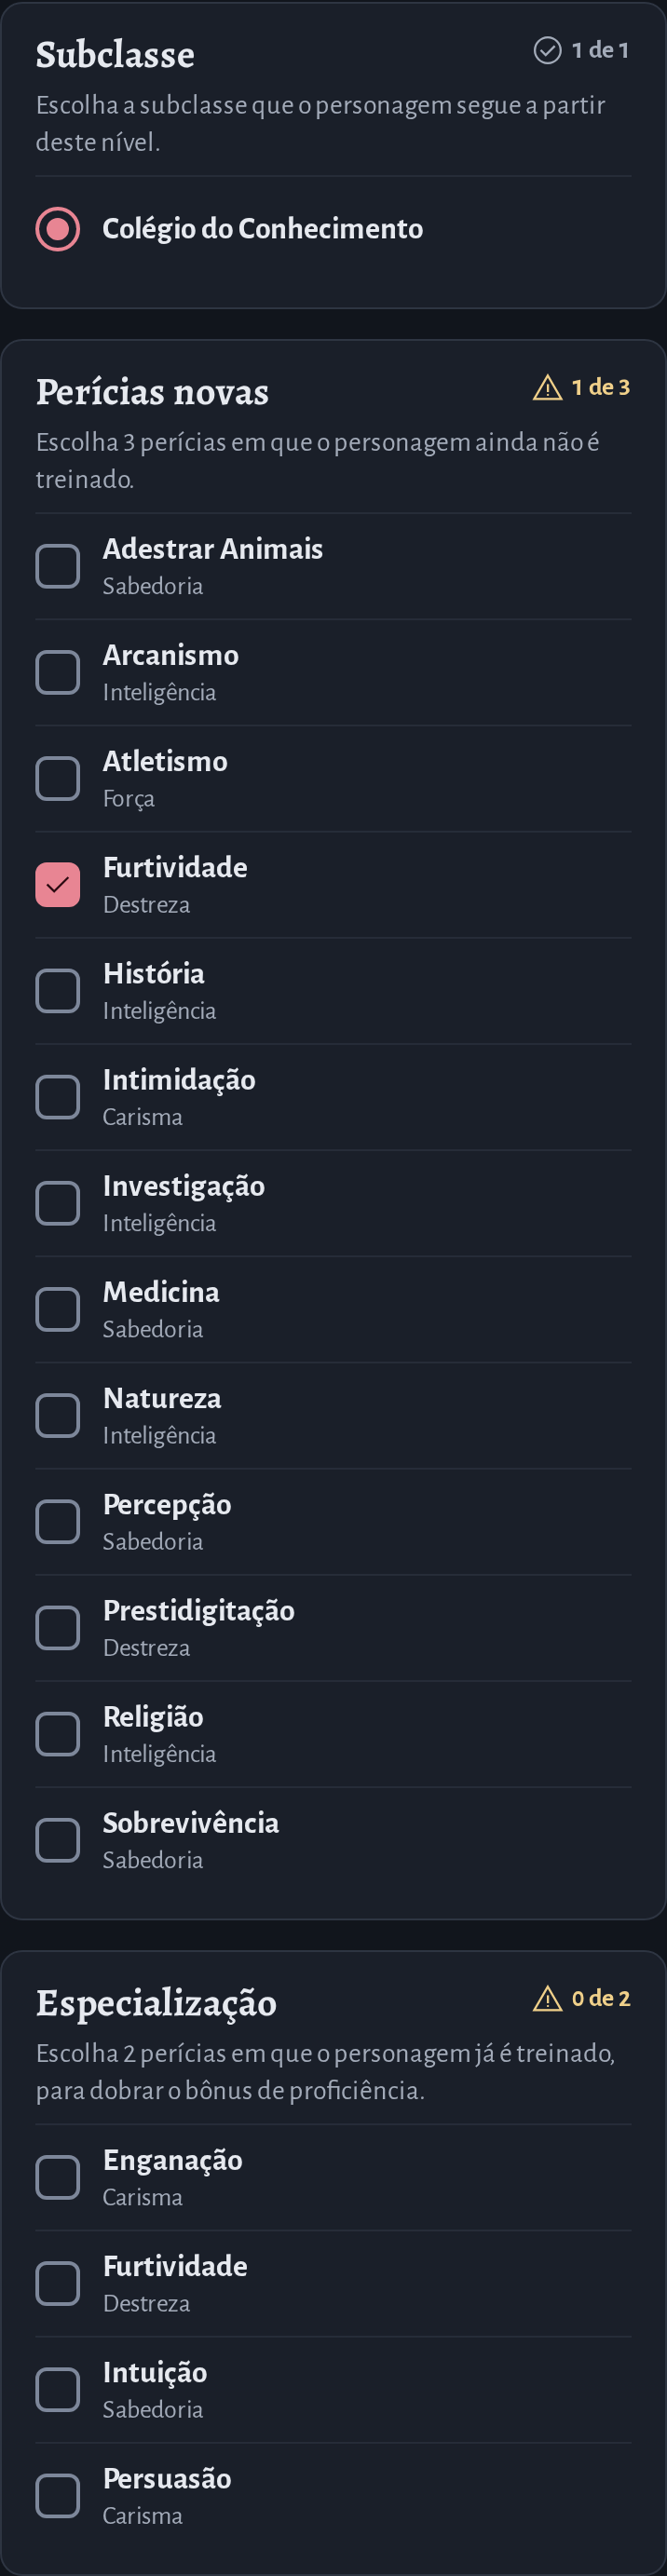 Subclasse
1 de 1
Escolha a subclasse que o personagem segue a partir
deste nível.
Colégio do Conhecimento
Perícias novas
1 de 3
Escolha 3 perícias em que o personagem ainda não é
treinado.
Adestrar Animais
Sabedoria
Arcanismo
Inteligência
Atletismo
Força
Furtividade
Destreza
História
Inteligência
Intimidação
Carisma
Investigação
Inteligência
Medicina
Sabedoria
Natureza
Inteligência
Percepção
Sabedoria
Prestidigitação
Destreza
Religião
Inteligência
Sobrevivência
Sabedoria
Especialização
0 de 2
Escolha 2 perícias em que o personagem já é treinado,
para dobrar o bônus de proficiência.
Enganação
Carisma
Furtividade
Destreza
Intuição
Sabedoria
Persuasão
Carisma